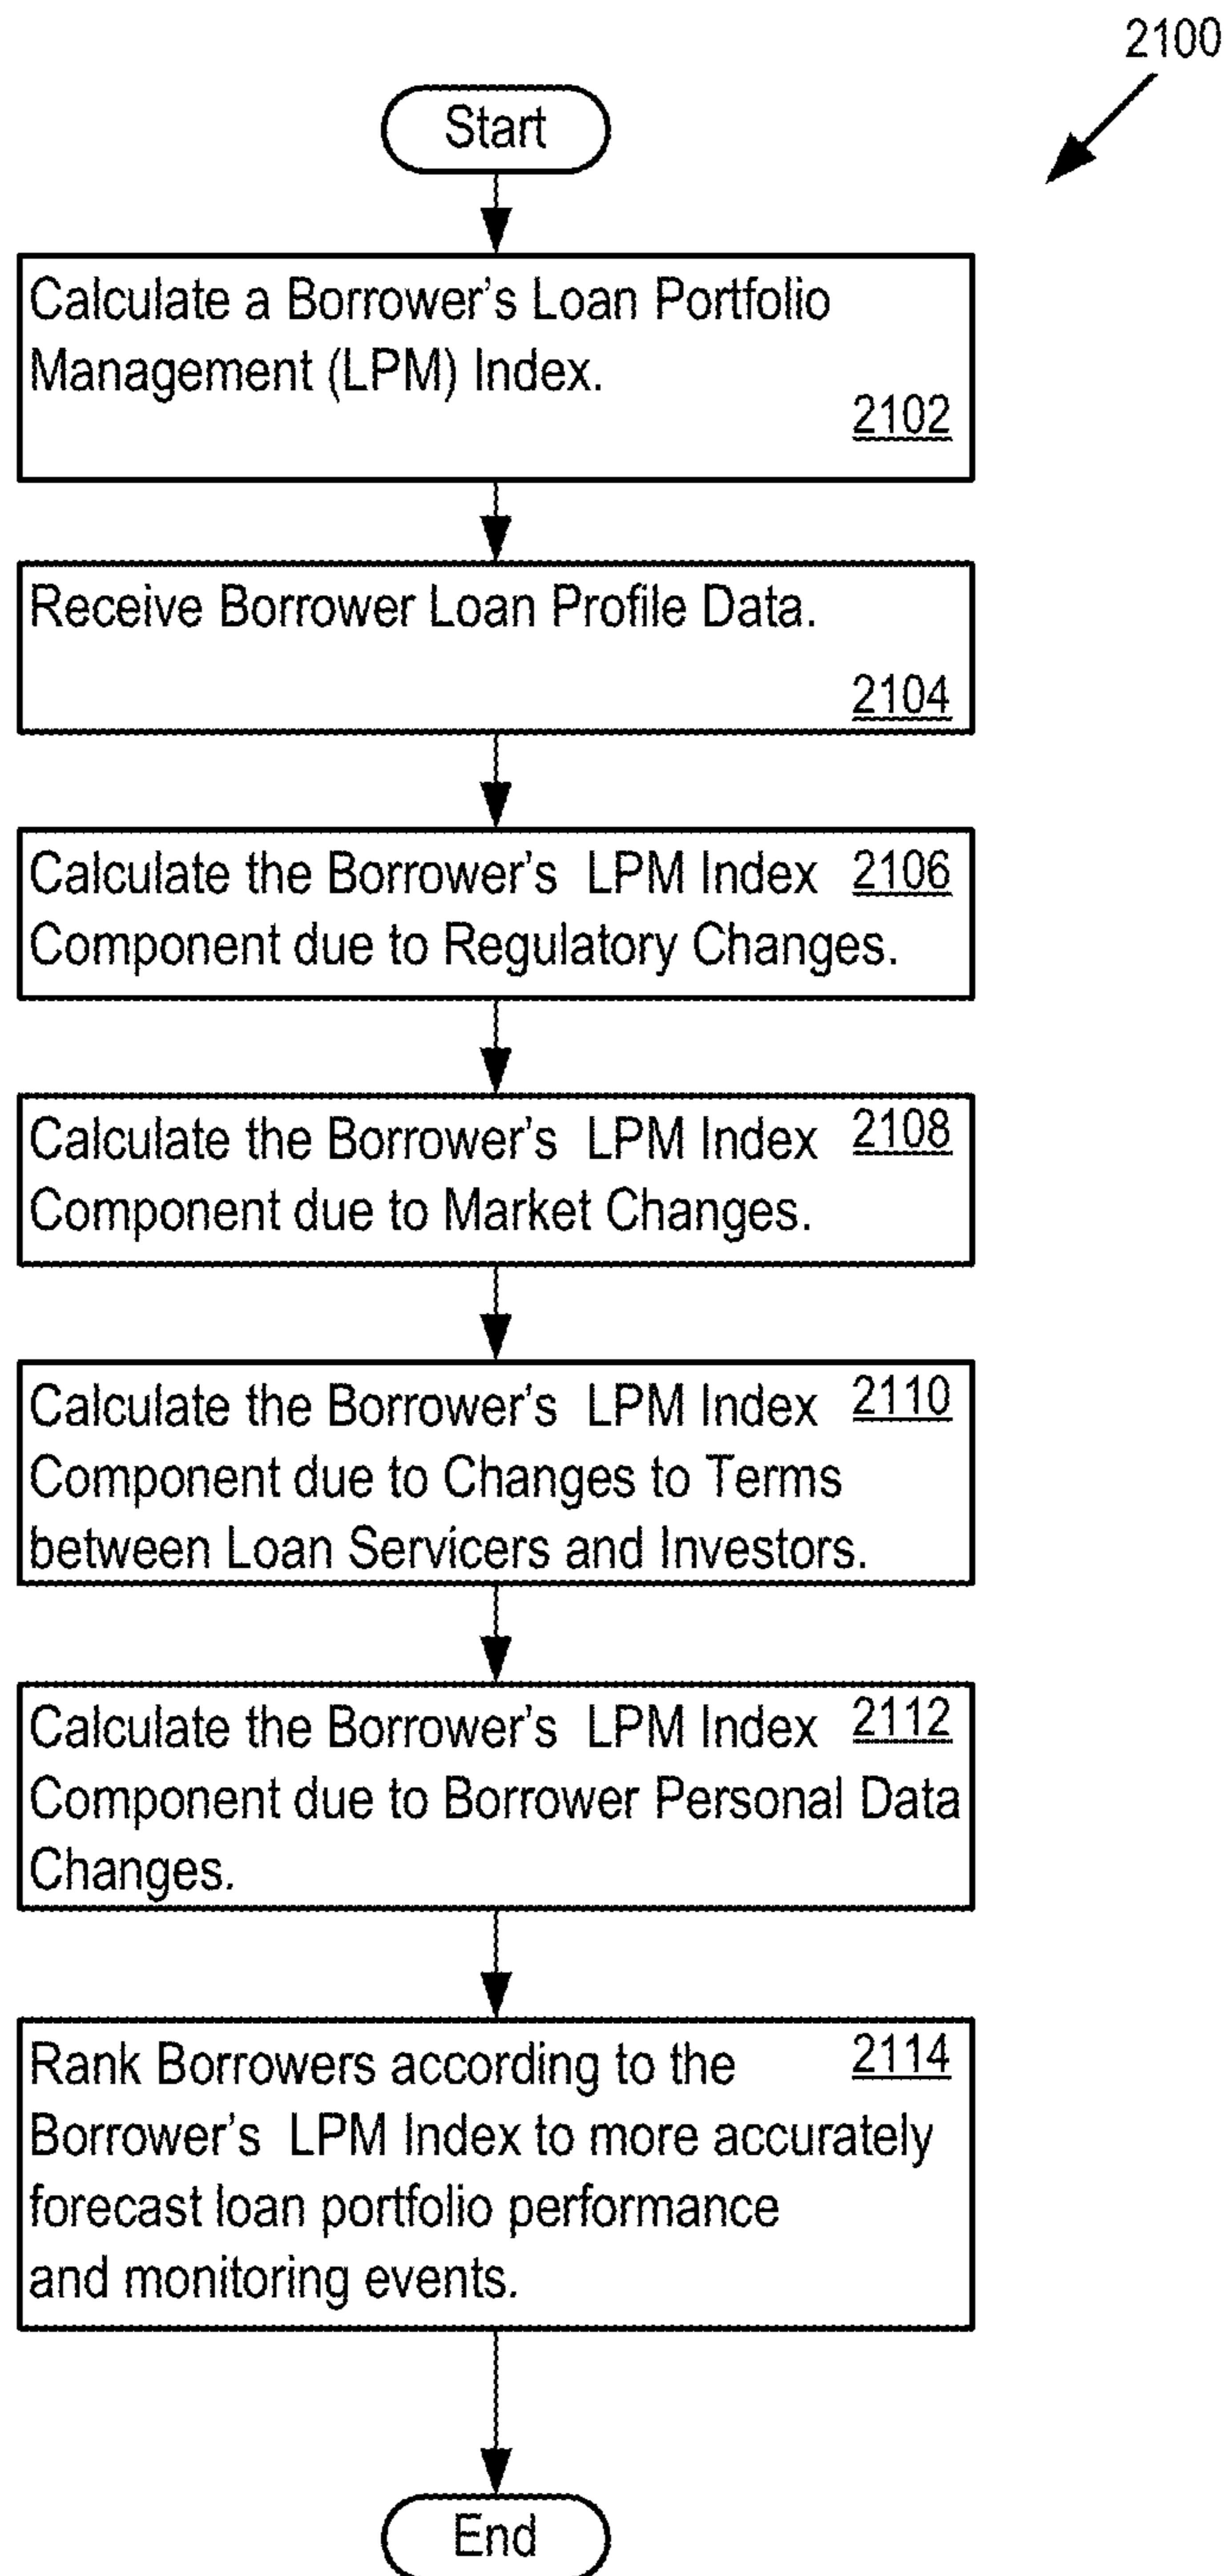 2100
Start
Calculate a Borrower's Loan Portfolio
Management (LPM) Index.
2102
Receive Borrower Loan Profile Data.
2104
Calculate the Borrower's LPM Index 2106
Component due to Regulatory Changes.
Calculate the Borrower's LPM Index 2108
Component due to Market Changes.
Calculate the Borrower's LPM Index 2110
Component due to Changes to Terms
between Loan Servicers and Investors.
Calculate the Borrower's LPM Index 2112
Component due to Borrower Personal Data
Changes.
Rank Borrowers according to the 2114
Borrower's LPM Index to more accurately
forecast loan portfolio performance
and monitoring events.
End